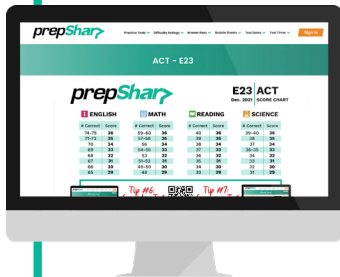 prepSharp
Practice Tests Difficulty Ratings Answer Keys Bubble Sheets Test Dates Test Timer Sign In
ACT - E23
prepSharp E23 ACT
Dec. 2021 SCORE CHART
ENGLISH MATH READING SCIENCE
# Correct Score # Correct Score # Correct Score # Correct Score
74-75 36 59-60 36 40 36 39-40 36
71-73 35 57-58 35 39 35 38 35
70 34 56 34 38 34 37 34
69 33 54-55 33 37 33 36-35 33
68 32 53 32 36 32 34 32
67 31 51-52 31 35 31 33 31
66 30 49-50 30 34 30 32 30
65 29 48 29 33 29 31 29
Tip #6: Tip #7: